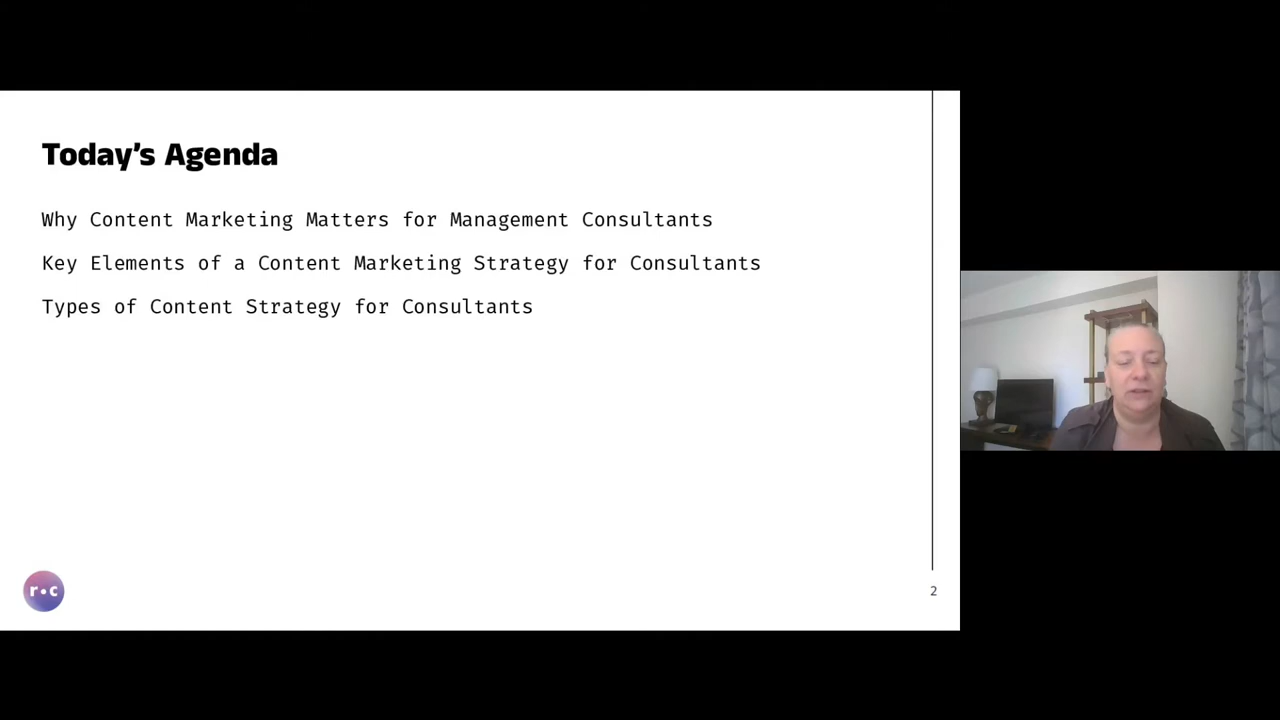 Today's Agenda
Why Content Marketing Matters for Management Consultants
Key Elements of a Content Marketing Strategy for Consultants
Types of Content Strategy for Consultants
r•c
2